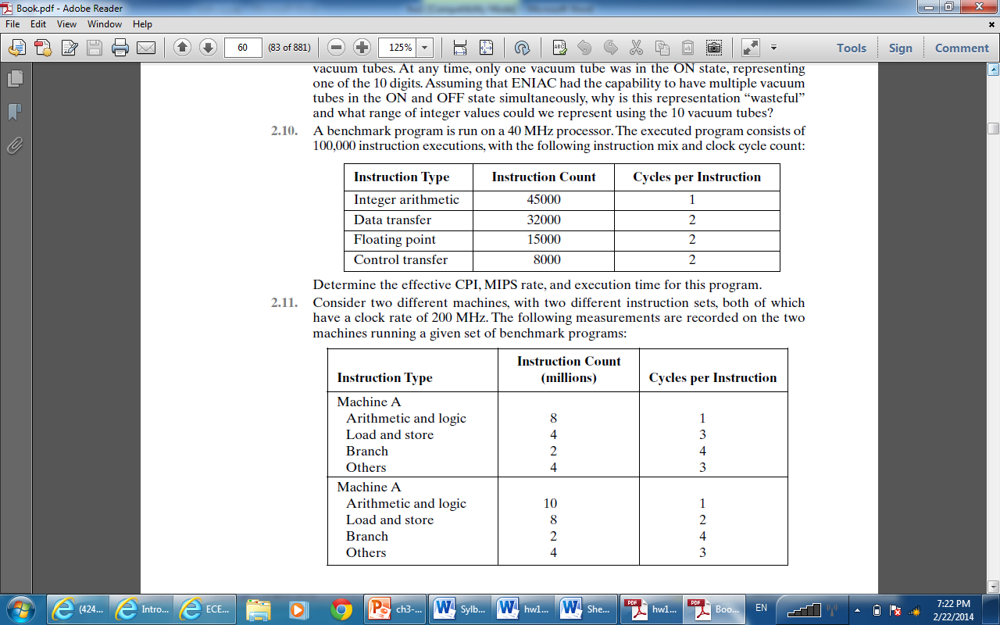 Book.pdf - Adobe Reader
File Edit View Window Help
60 (83 of 881) 125% Tools Sign Comment
vacuum tubes. At any time, only one vacuum tube was in the ON state, representing
one of the 10 digits. Assuming that ENIAC had the capability to have multiple vacuum
tubes in the ON and OFF state simultaneously, why is this representation “wasteful”
and what range of integer values could we represent using the 10 vacuum tubes?
2.10. A benchmark program is run on a 40 MHz processor. The executed program consists of
100,000 instruction executions, with the following instruction mix and clock cycle count:
Instruction Type Instruction Count Cycles per Instruction
Integer arithmetic 45000 1
Data transfer 32000 2
Floating point 15000 2
Control transfer 8000 2
Determine the effective CPI, MIPS rate, and execution time for this program.
2.11. Consider two different machines, with two different instruction sets, both of which
have a clock rate of 200 MHz. The following measurements are recorded on the two
machines running a given set of benchmark programs:
Instruction Type Instruction Count (millions) Cycles per Instruction
Machine A
Arithmetic and logic 8 1
Load and store 4 3
Branch 2 4
Others 4 3
Machine A
Arithmetic and logic 10 1
Load and store 8 2
Branch 2 4
Others 4 3
(424... Intro... ECE... ch3-... Sylb... hw1... She... hw1... Boo... EN 7:22 PM
2/22/2014